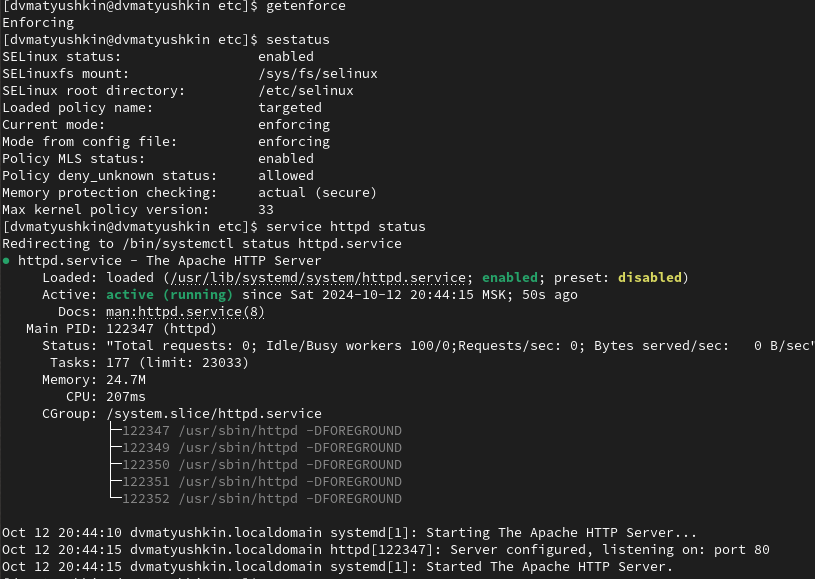 [dvmatyushkin@dvmatyushkin etc]$ getenforce
Enforcing
[dvmatyushkin@dvmatyushkin etc]$ sestatus
SELinux status:                 enabled
SELinuxfs mount:                /sys/fs/selinux
SELinux root directory:         /etc/selinux
Loaded policy name:             targeted
Current mode:                   enforcing
Mode from config file:          enforcing
Policy MLS status:              enabled
Policy deny_unknown status:     allowed
Memory protection checking:     actual (secure)
Max kernel policy version:      33
[dvmatyushkin@dvmatyushkin etc]$ service httpd status
Redirecting to /bin/systemctl status httpd.service
● httpd.service - The Apache HTTP Server
     Loaded: loaded (/usr/lib/systemd/system/httpd.service; enabled; preset: disabled)
     Active: active (running) since Sat 2024-10-12 20:44:15 MSK; 50s ago
       Docs: man:httpd.service(8)
   Main PID: 122347 (httpd)
     Status: "Total requests: 0; Idle/Busy workers 100/0;Requests/sec: 0; Bytes served/sec:   0 B/sec"
      Tasks: 177 (limit: 23033)
     Memory: 24.7M
        CPU: 207ms
     CGroup: /system.slice/httpd.service
             ├─122347 /usr/sbin/httpd -DFOREGROUND
             ├─122349 /usr/sbin/httpd -DFOREGROUND
             ├─122350 /usr/sbin/httpd -DFOREGROUND
             ├─122351 /usr/sbin/httpd -DFOREGROUND
             └─122352 /usr/sbin/httpd -DFOREGROUND
Oct 12 20:44:10 dvmatyushkin.localdomain systemd[1]: Starting The Apache HTTP Server...
Oct 12 20:44:15 dvmatyushkin.localdomain httpd[122347]: Server configured, listening on: port 80
Oct 12 20:44:15 dvmatyushkin.localdomain systemd[1]: Started The Apache HTTP Server.